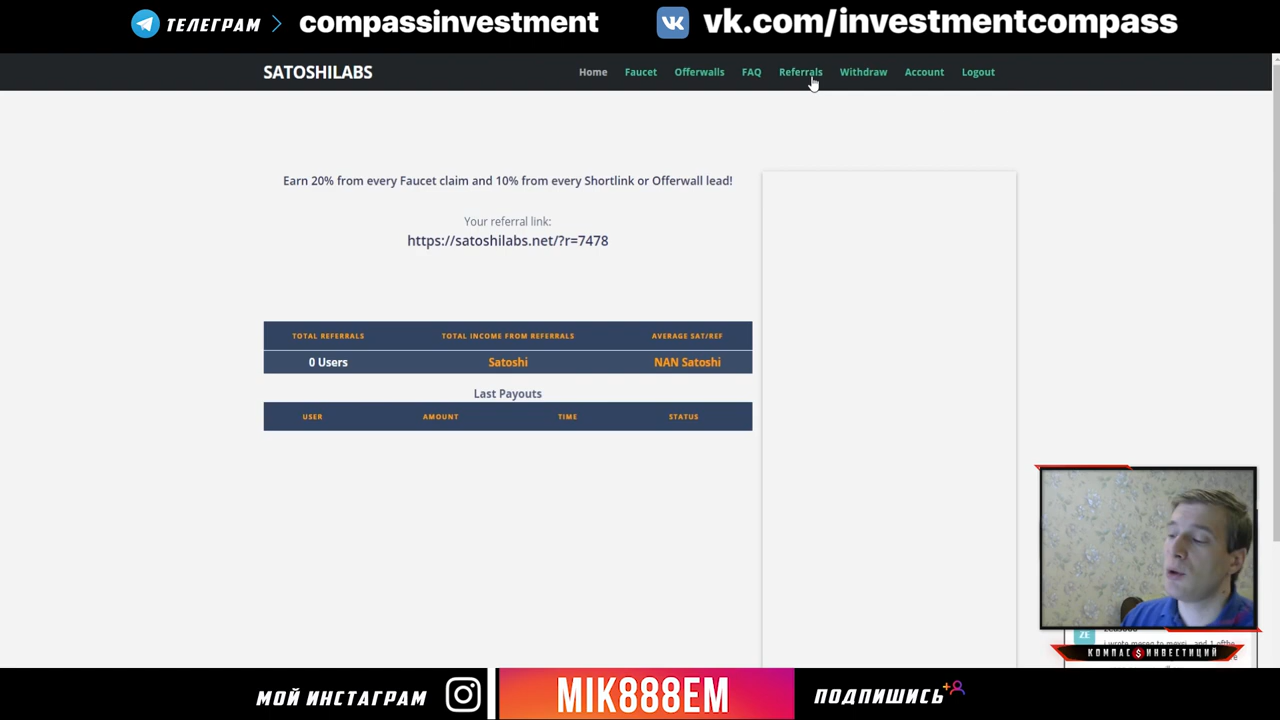 ТЕЛЕГРАМ compassinvestment vk.com/investmentcompass
SATOSHILABS Home Faucet Offerwalls FAQ Referrals Withdraw Account Logout
Earn 20% from every Faucet claim and 10% from every Shortlink or Offerwall lead!
Your referral link:
https://satoshilabs.net/?r=7478
TOTAL REFERRALS TOTAL INCOME FROM REFERRALS AVERAGE SAT/REF
0 Users Satoshi NAN Satoshi
Last Payouts
USER AMOUNT TIME STATUS
ZE
КОМПАС $ ИНВЕСТИЦИЙ
МОЙ ИНСТАГРАМ MIK888EM ПОДПИШИСЬ